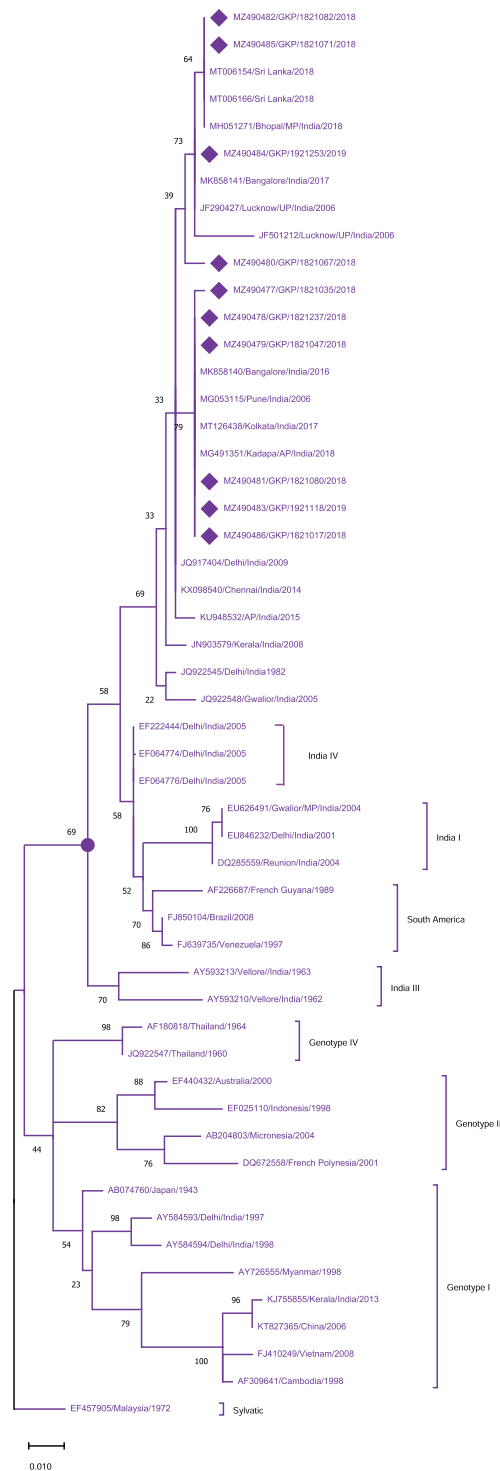 MZ490482/GKP/1821082/2018
MZ490485/GKP/1821071/2018
64
MT006154/Sri Lanka/2018
MT006166/Sri Lanka/2018
MH051271/Bhopal/MP/India/2018
73
MZ490484/GKP/1921253/2019
MK858141/Bangalore/India/2017
39
JF290427/Lucknow/UP/India/2006
JF501212/Lucknow/UP/India/2006
MZ490480/GKP/1821067/2018
MZ490477/GKP/1821035/2018
MZ490478/GKP/1821237/2018
MZ490479/GKP/1821047/2018
MK858140/Bangalore/India/2016
33
MG053115/Pune/India/2006
79
MT126438/Kolkata/India/2017
MG491351/Kadapa/AP/India/2018
MZ490481/GKP/1821080/2018
MZ490483/GKP/1921118/2019
33
MZ490486/GKP/1821017/2018
JQ917404/Delhi/India/2009
KX098540/Chennai/India/2014
69
KU948532/AP/India/2015
JN903579/Kerala/India/2008
JQ922545/Delhi/India1982
58
22
JQ922548/Gwalior/India/2005
EF222444/Delhi/India/2005
EF064774/Delhi/India/2005
India IV
EF064776/Delhi/India/2005
58
76
EU626491/Gwalior/MP/India/2004
69
100
EU846232/Delhi/India/2001
India I
DQ285559/Reunion/India/2004
52
AF226687/French Guyana/1989
70
FJ850104/Brazil/2008
South America
86
FJ639735/Venezuela/1997
AY593213/Vellore//India/1963
70
India III
AY593210/Vellore/India/1962
98
AF180818/Thailand/1964
Genotype IV
JQ922547/Thailand/1960
88
EF440432/Australia/2000
82
EF025110/Indonesis/1998
Genotype II
44
AB204803/Micronesia/2004
76
DQ672558/French Polynesia/2001
AB074760/Japan/1943
98
AY584593/Delhi/India/1997
54
AY584594/Delhi/India/1998
23
AY726555/Myanmar/1998
Genotype I
96
KJ755855/Kerala/India/2013
79
KT827365/China/2006
100
FJ410249/Vietnam/2008
AF309641/Cambodia/1998
EF457905/Malaysia/1972
Sylvatic
0.010